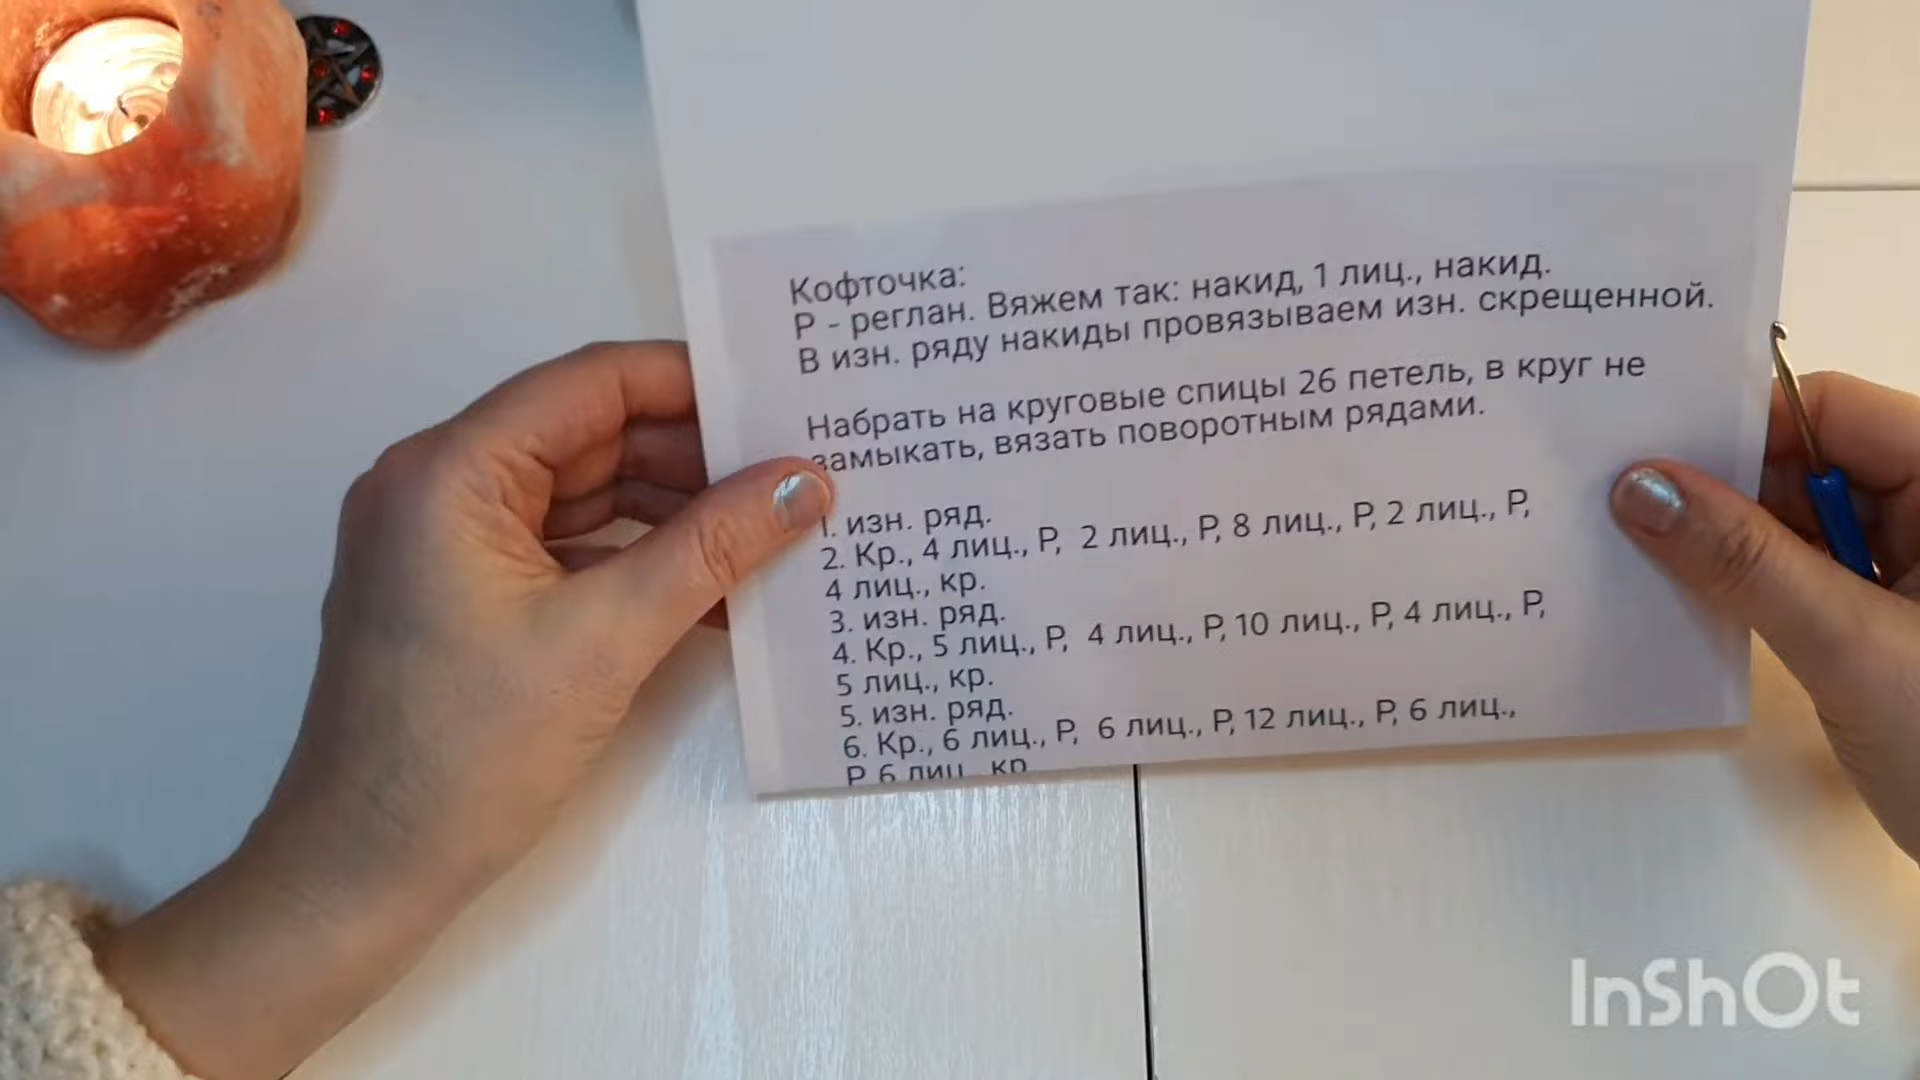 Кофточка:
Р - реглан. Вяжем так: накид, 1 лиц., накид.
В изн. ряду накиды провязываем изн. скрещенной.
Набрать на круговые спицы 26 петель, в круг не
замыкать, вязать поворотным рядами.
1. изн. ряд.
2. Кр., 4 лиц., Р, 2 лиц., Р, 8 лиц., Р, 2 лиц., Р,
4 лиц., кр.
3. изн. ряд.
4. Кр., 5 лиц., Р, 4 лиц., Р, 10 лиц., Р, 4 лиц., Р,
5 лиц., кр.
5. изн. ряд.
6. Кр., 6 лиц., Р, 6 лиц., Р, 12 лиц., Р, 6 лиц.,
Р, 6 лиц., кр.
InShOt